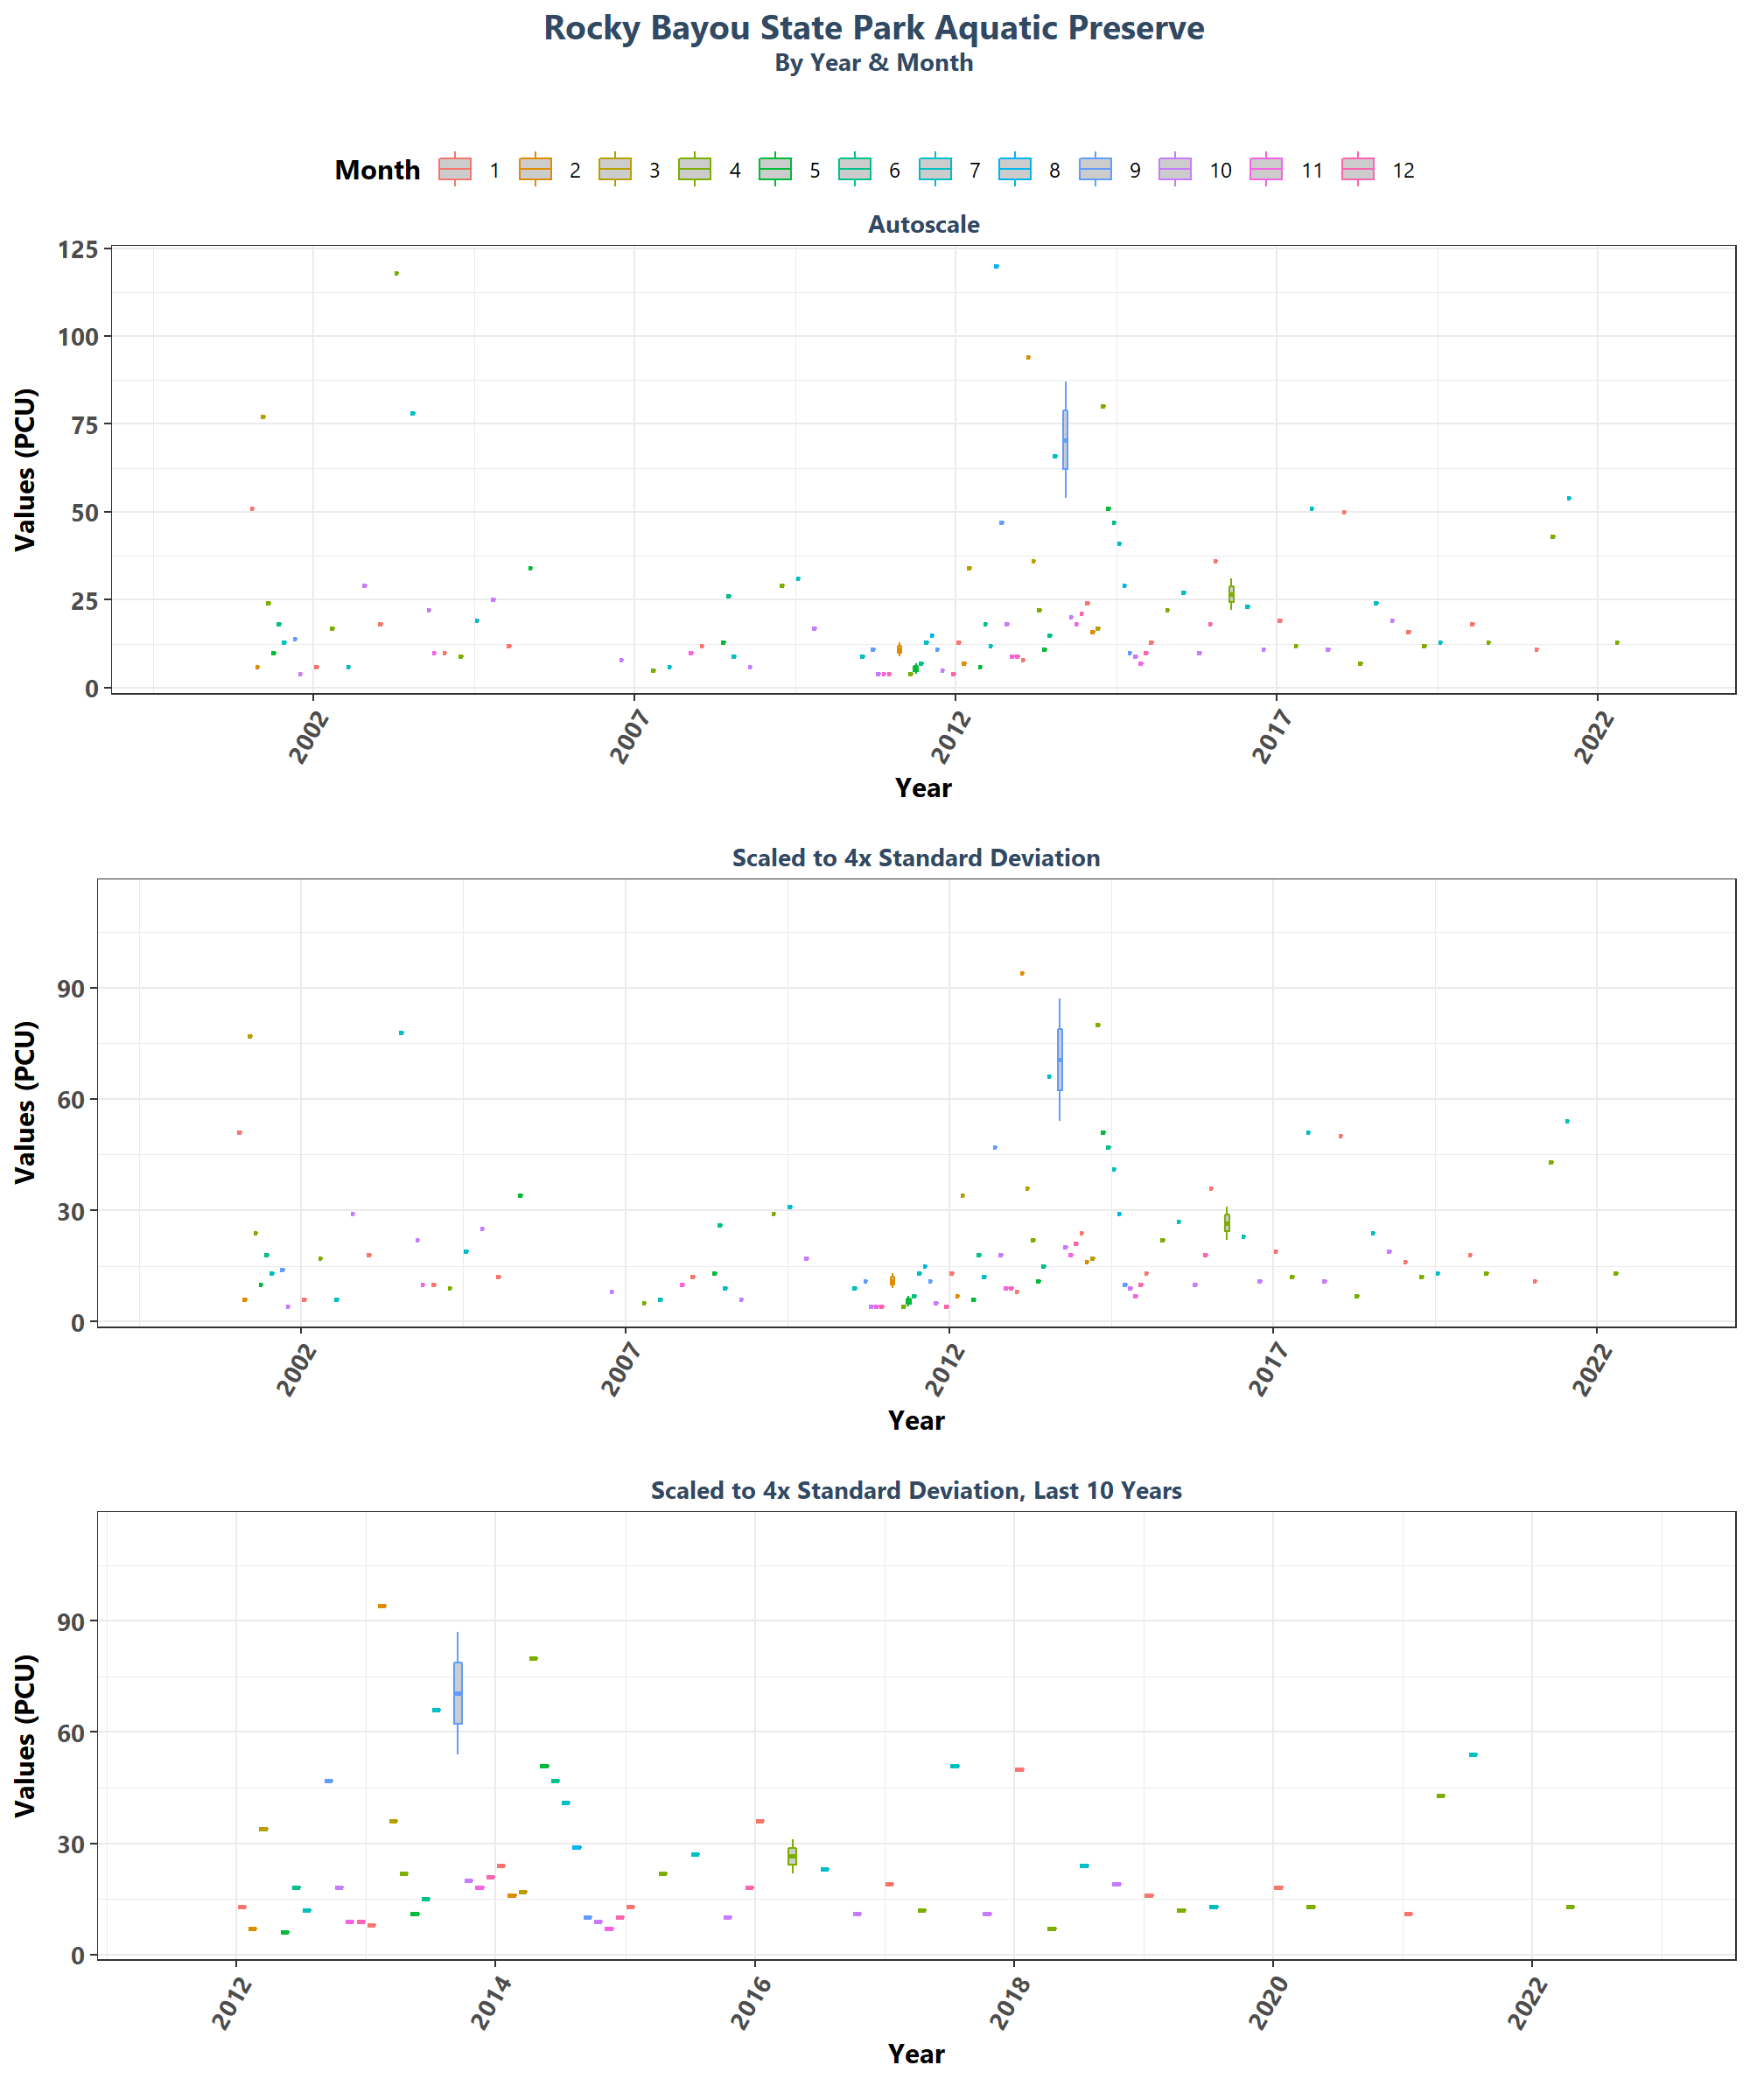 Rocky Bayou State Park Aquatic Preserve
By Year & Month
Month 1 2 3 4 5 6 7 8 9 10 11 12
Autoscale
Values (PCU)
125
100
75
50
25
0
2002 2007 2012 2017 2022
Year
Scaled to 4x Standard Deviation
Values (PCU)
90
60
30
0
2002 2007 2012 2017 2022
Year
Scaled to 4x Standard Deviation, Last 10 Years
Values (PCU)
90
60
30
0
2012 2014 2016 2018 2020 2022
Year